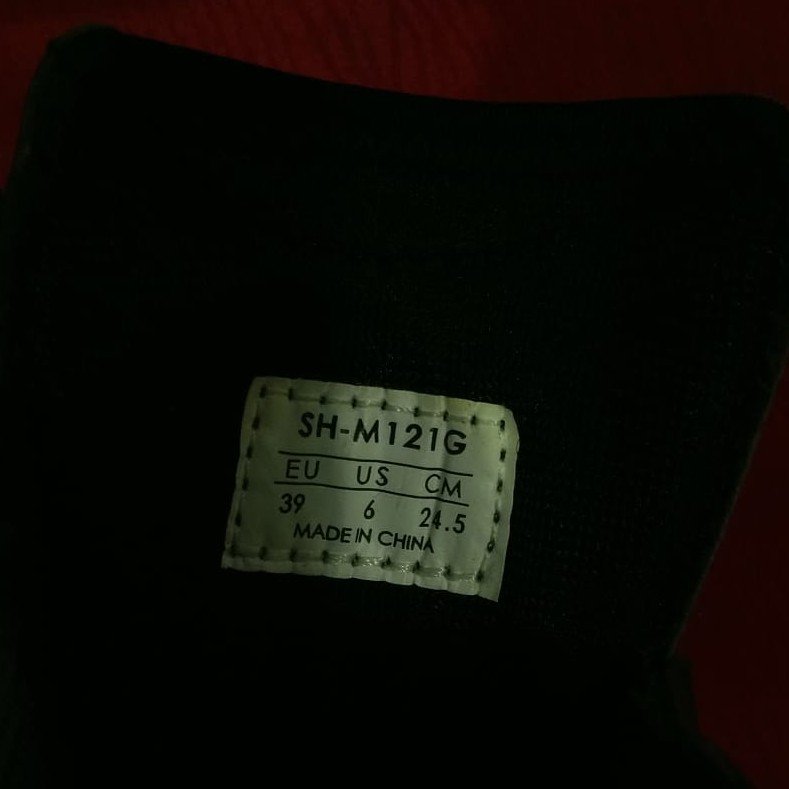 SH-M121G
EU US CM
39 6 24.5
MADE IN CHINA